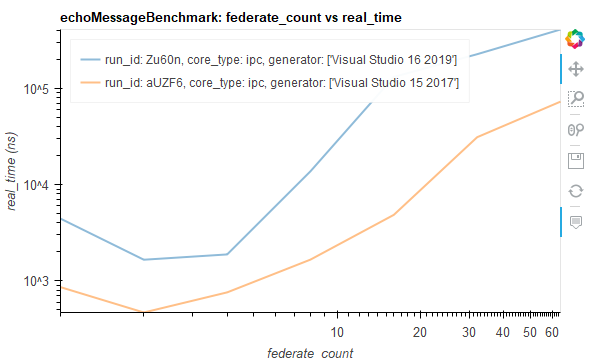 echoMessageBenchmark: federate_count vs real_time
run_id: Zu60n, core_type: ipc, generator: ['Visual Studio 16 2019']
run_id: aUZF6, core_type: ipc, generator: ['Visual Studio 15 2017']
real_time (ns)
10^5
10^4
10^3
10
20
30
40
50
60
federate_count